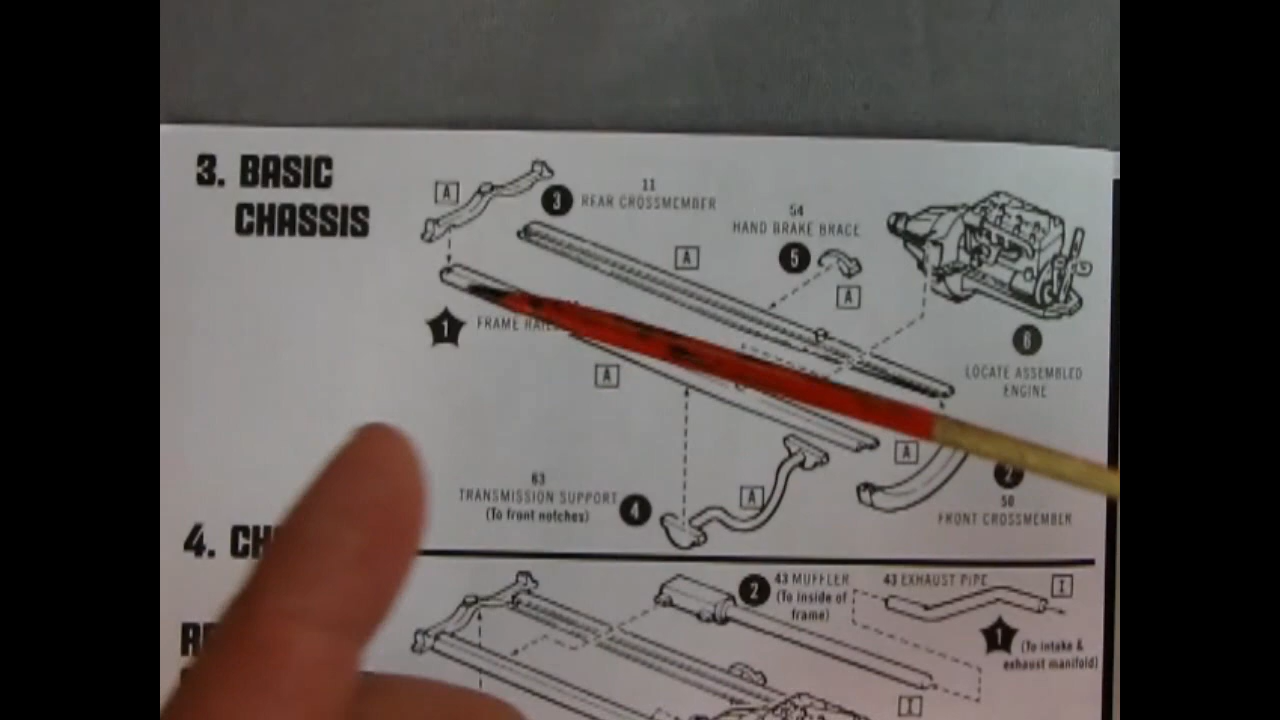 3. BASIC
CHASSIS
A
3
11
REAR CROSSMEMBER
54
HAND BRAKE BRACE
5
A
A
1
FRAME
6
LOCATE ASSEMBLED
ENGINE
A
A
2
50
FRONT CROSSMEMBER
63
TRANSMISSION SUPPORT
(To front notches)
4
A
4. CH
2
43 MUFFLER
(To inside of
frame)
43 EXHAUST PIPE
I
1
(To intake &
exhaust manifold)
I